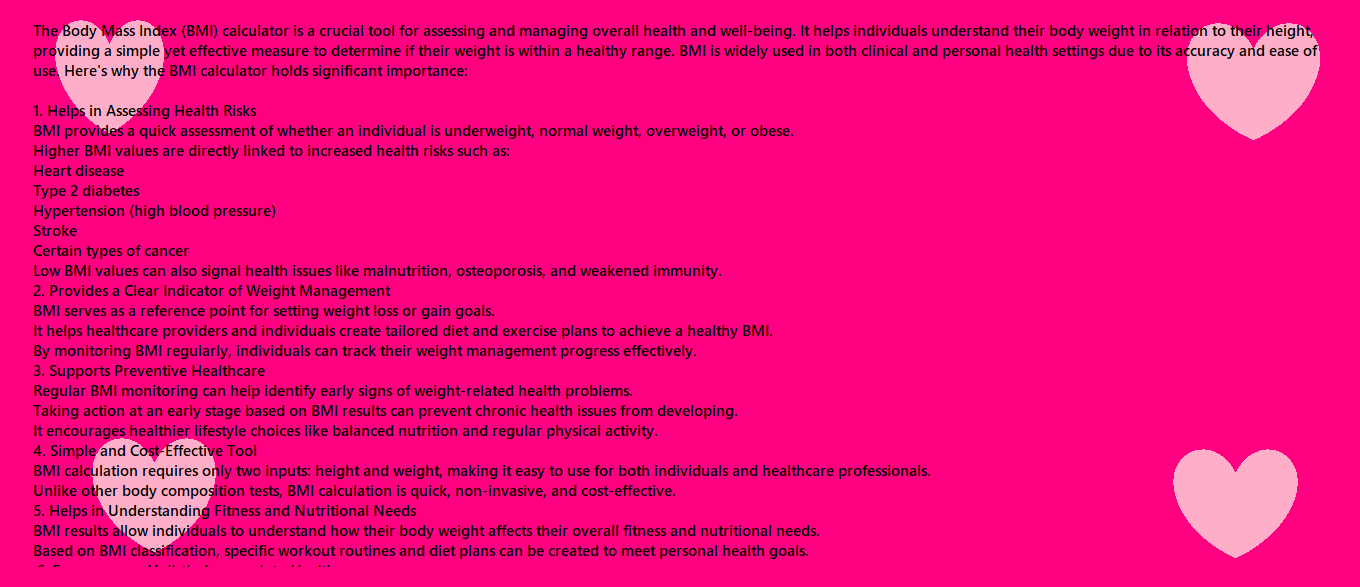 The Body Mass Index (BMI) calculator is a crucial tool for assessing and managing overall health and well-being. It helps individuals understand their body weight in relation to their height,
providing a simple yet effective measure to determine if their weight is within a healthy range. BMI is widely used in both clinical and personal health settings due to its accuracy and ease of
use. Here's why the BMI calculator holds significant importance:
1. Helps in Assessing Health Risks
BMI provides a quick assessment of whether an individual is underweight, normal weight, overweight, or obese.
Higher BMI values are directly linked to increased health risks such as:
Heart disease
Type 2 diabetes
Hypertension (high blood pressure)
Stroke
Certain types of cancer
Low BMI values can also signal health issues like malnutrition, osteoporosis, and weakened immunity.
2. Provides a Clear Indicator of Weight Management
BMI serves as a reference point for setting weight loss or gain goals.
It helps healthcare providers and individuals create tailored diet and exercise plans to achieve a healthy BMI.
By monitoring BMI regularly, individuals can track their weight management progress effectively.
3. Supports Preventive Healthcare
Regular BMI monitoring can help identify early signs of weight-related health problems.
Taking action at an early stage based on BMI results can prevent chronic health issues from developing.
It encourages healthier lifestyle choices like balanced nutrition and regular physical activity.
4. Simple and Cost-Effective Tool
BMI calculation requires only two inputs: height and weight, making it easy to use for both individuals and healthcare professionals.
Unlike other body composition tests, BMI calculation is quick, non-invasive, and cost-effective.
5. Helps in Understanding Fitness and Nutritional Needs
BMI results allow individuals to understand how their body weight affects their overall fitness and nutritional needs.
Based on BMI classification, specific workout routines and diet plans can be created to meet personal health goals.